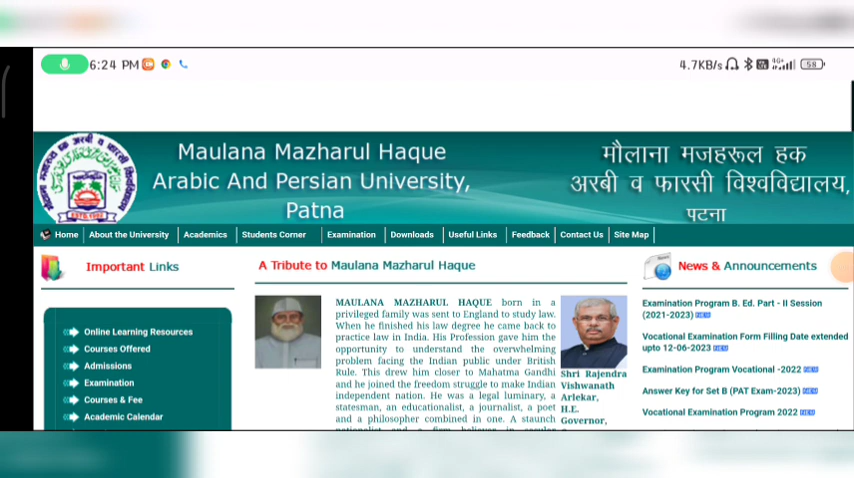 6:24 PM
4.7KB/s
4G+
58
Maulana Mazharul Haque
Arabic And Persian University,
Patna
मौलाना मजहरूल हक
अरबी व फारसी विश्वविद्यालय,
पटना
Home
About the University
Academics
Students Corner
Examination
Downloads
Useful Links
Feedback
Contact Us
Site Map
Important Links
Online Learning Resources
Courses Offered
Admissions
Examination
Courses & Fee
Academic Calendar
A Tribute to Maulana Mazharul Haque
MAULANA MAZHARUL HAQUE born in a
privileged family was sent to England to study law.
When he finished his law degree he came back to
practice law in India. His Profession gave him the
opportunity to understand the overwhelming
problem facing the Indian public under British
Rule. This drew him closer to Mahatma Gandhi
and he joined the freedom struggle to make Indian
independent nation. He was a legal luminary, a
statesman, an educationalist, a journalist, a poet
and a philosopher combined in one. A staunch
Shri Rajendra
Vishwanath
Arlekar,
H.E.
Governor,
News & Announcements
Examination Program B. Ed. Part - II Session
(2021-2023) NEW
Vocational Examination Form Filling Date extended
upto 12-06-2023 NEW
Examination Program Vocational -2022 NEW
Answer Key for Set B (PAT Exam-2023) NEW
Vocational Examination Program 2022 NEW